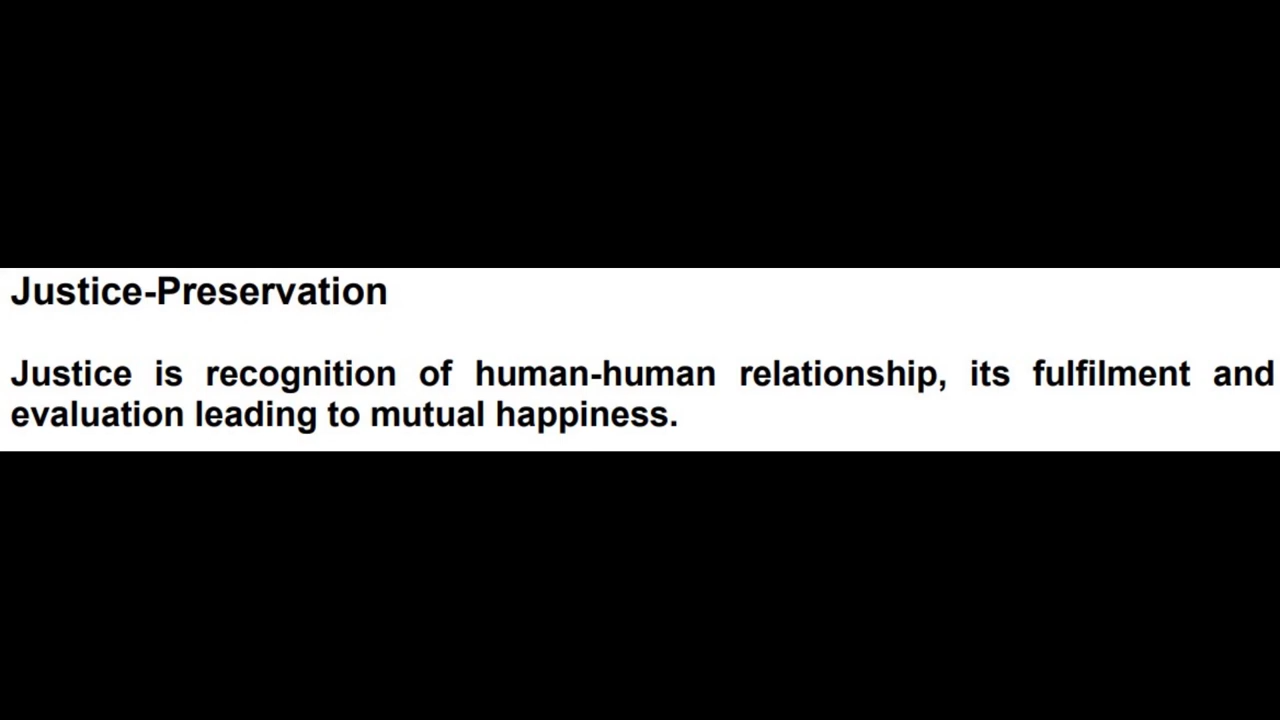 Justice-Preservation
Justice is recognition of human-human relationship, its fulfilment and
evaluation leading to mutual happiness.